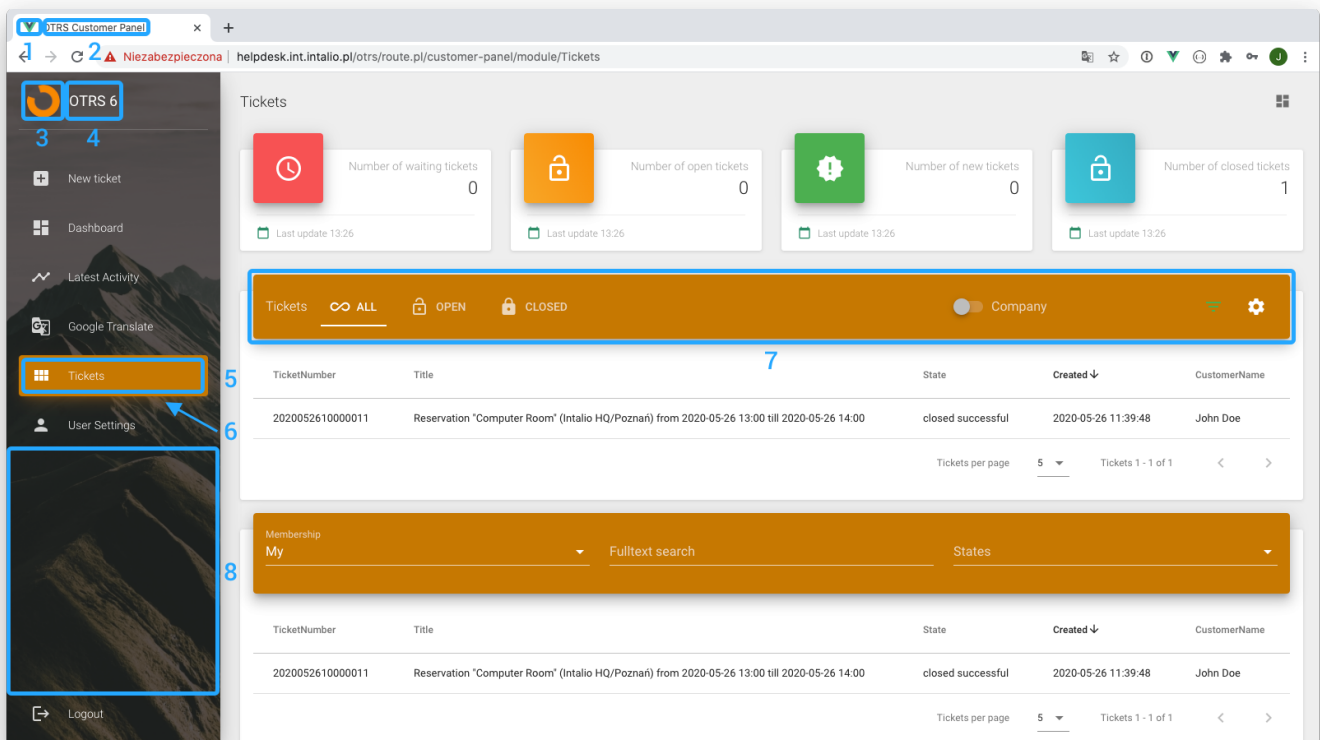 OTRS Customer Panel
1
2
Niezabezpieczona
helpdesk.int.intalio.pl/otrs/route.pl/customer-panel/module/Tickets
J
OTRS 6
3
4
New ticket
Dashboard
Latest Activity
Google Translate
Tickets
5
6
User Settings
8
Logout
Tickets
Number of waiting tickets
0
Last update 13:26
Number of open tickets
0
Last update 13:26
Number of new tickets
0
Last update 13:26
Number of closed tickets
1
Last update 13:26
Tickets ALL OPEN CLOSED Company
7
TicketNumber Title State Created CustomerName
2020052610000011 Reservation "Computer Room" (Intalio HQ/Poznań) from 2020-05-26 13:00 till 2020-05-26 14:00 closed successful 2020-05-26 11:39:48 John Doe
Tickets per page 5 Tickets 1 - 1 of 1
Membership
My Fulltext search States
TicketNumber Title State Created CustomerName
2020052610000011 Reservation "Computer Room" (Intalio HQ/Poznań) from 2020-05-26 13:00 till 2020-05-26 14:00 closed successful 2020-05-26 11:39:48 John Doe
Tickets per page 5 Tickets 1 - 1 of 1